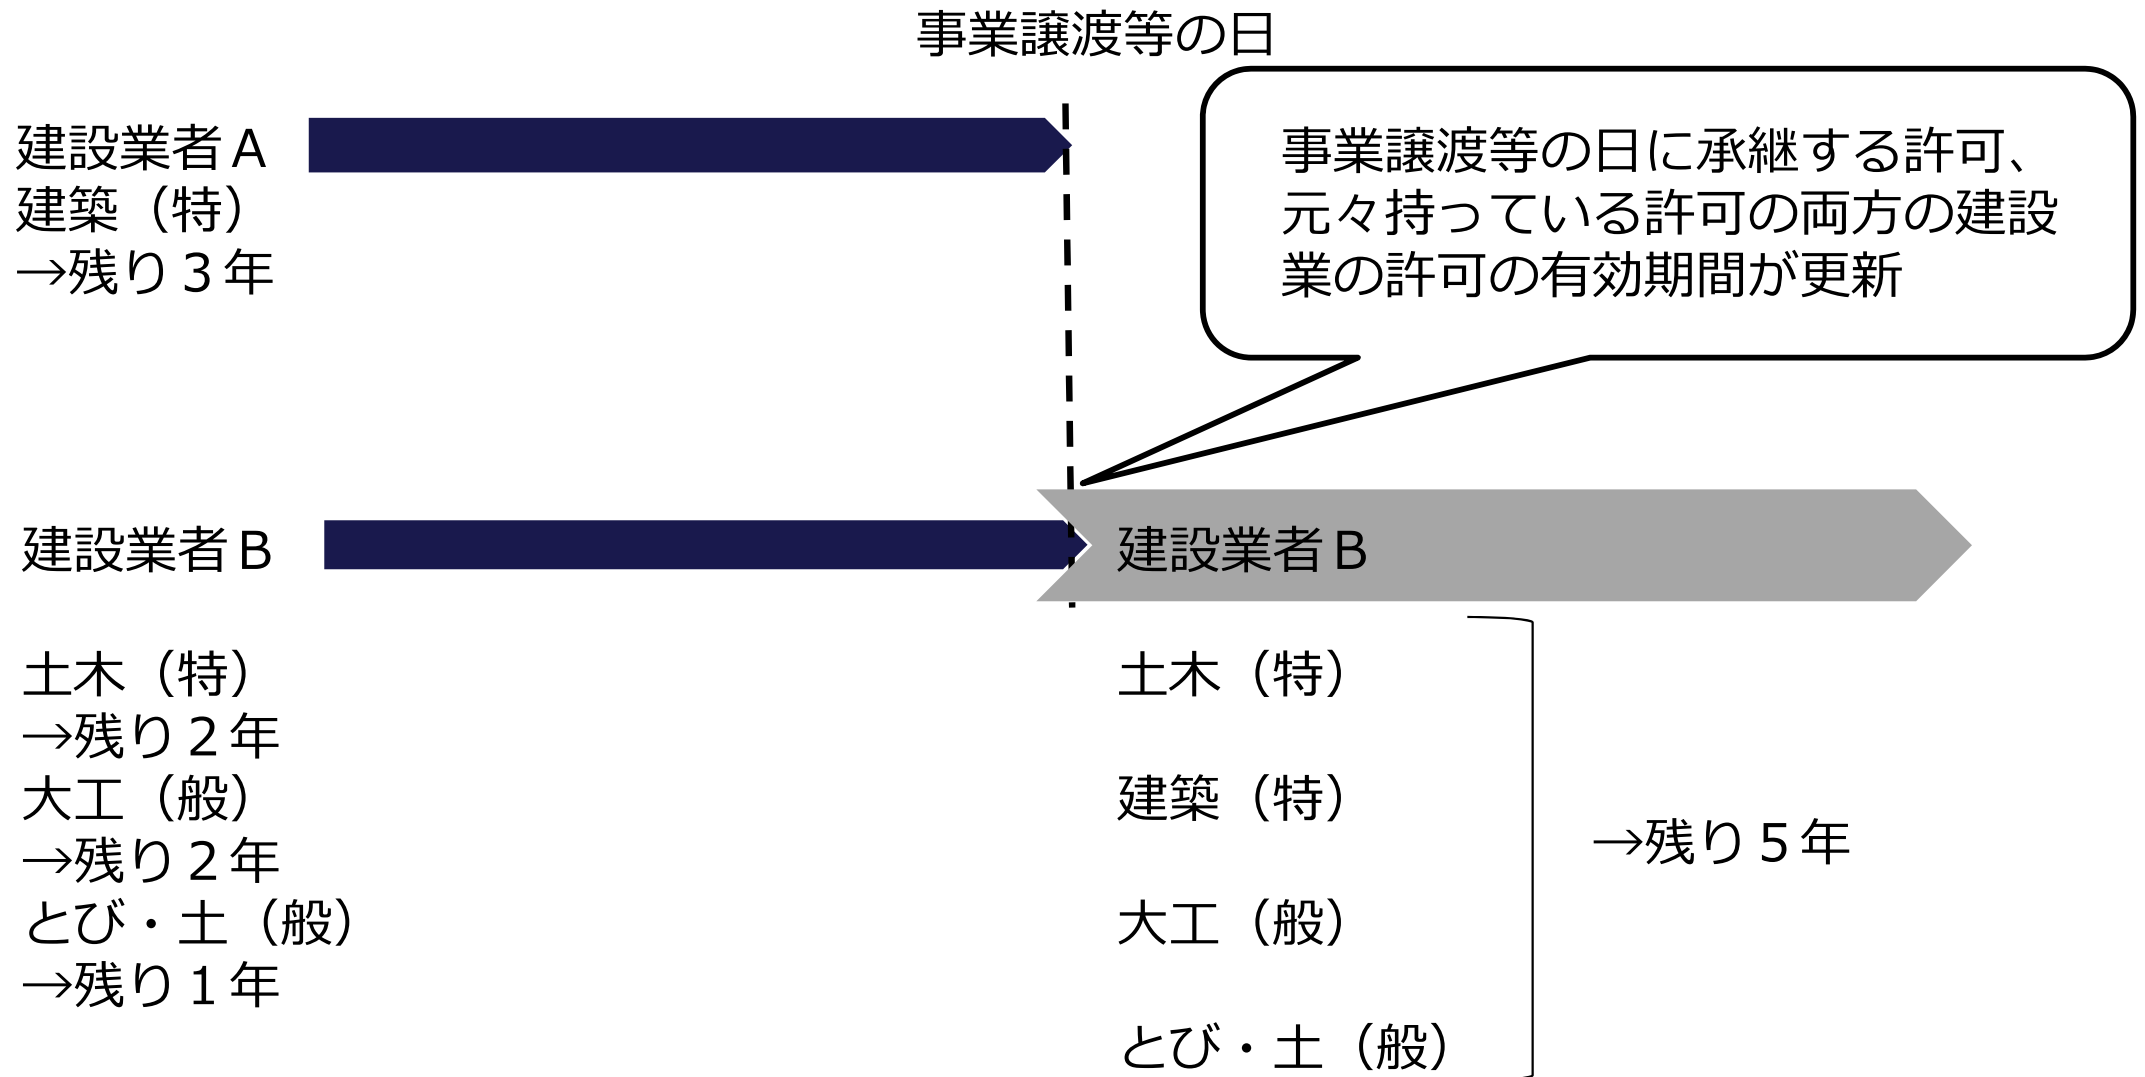 事業譲渡等の日
建設業者Ａ
建築（特）
→残り３年
事業譲渡等の日に承継する許可、
元々持っている許可の両方の建設
業の許可の有効期間が更新
建設業者Ｂ
土木（特）
→残り２年
大工（般）
→残り２年
とび・土（般）
→残り１年
建設業者Ｂ
土木（特）
建築（特）
大工（般）
とび・土（般）
→残り５年